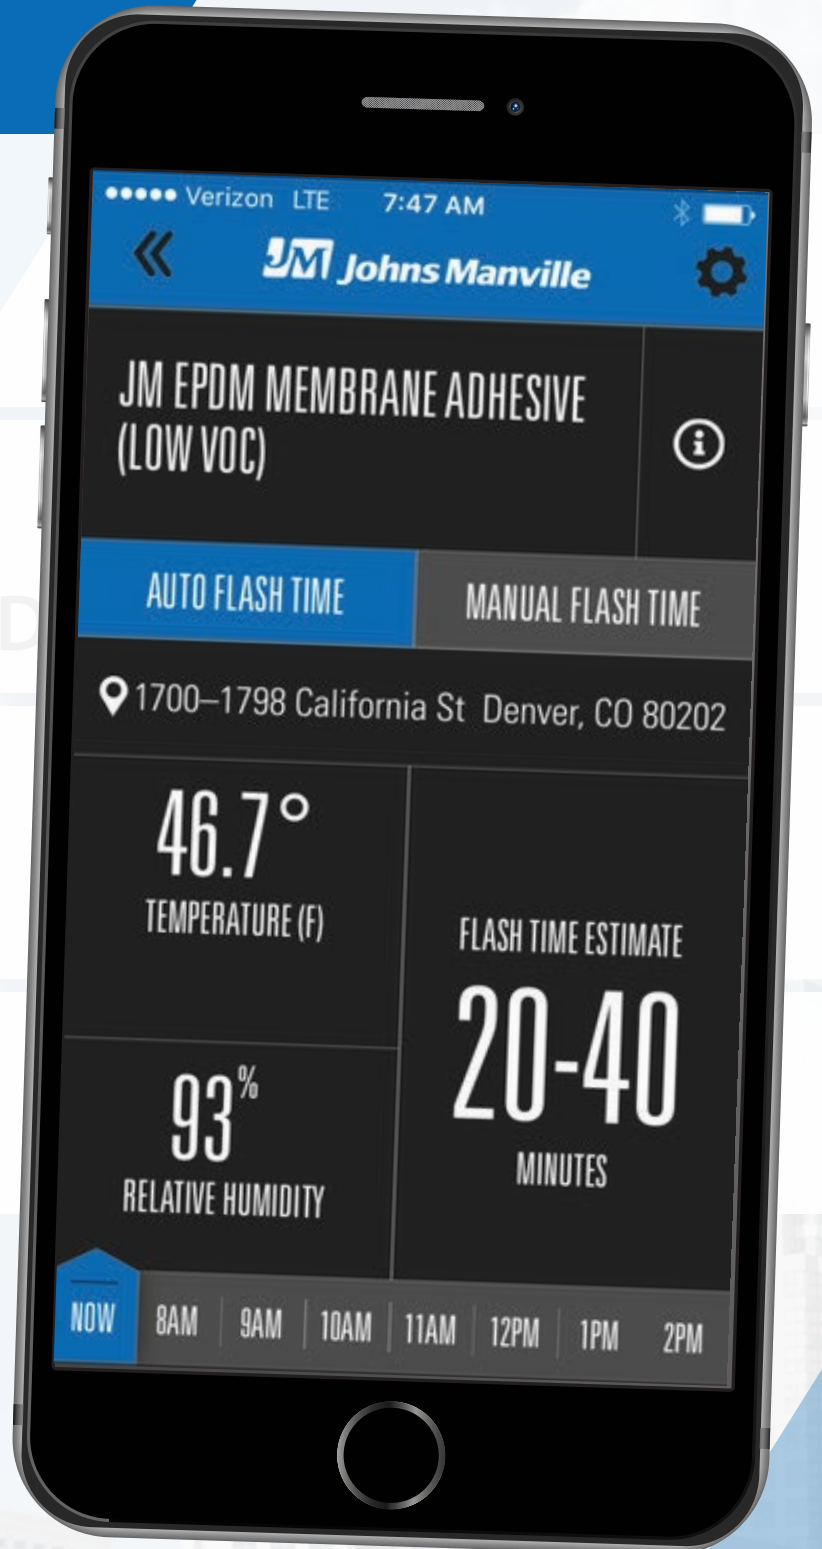 Verizon LTE 7:47 AM
JM Johns Manville
JM EPDM MEMBRANE ADHESIVE
(LOW VOC)
AUTO FLASH TIME
MANUAL FLASH TIME
1700–1798 California St Denver, CO 80202
46.7°
TEMPERATURE (F)
FLASH TIME ESTIMATE
20-40
MINUTES
93%
RELATIVE HUMIDITY
NOW 8AM 9AM 10AM 11AM 12PM 1PM 2PM
D